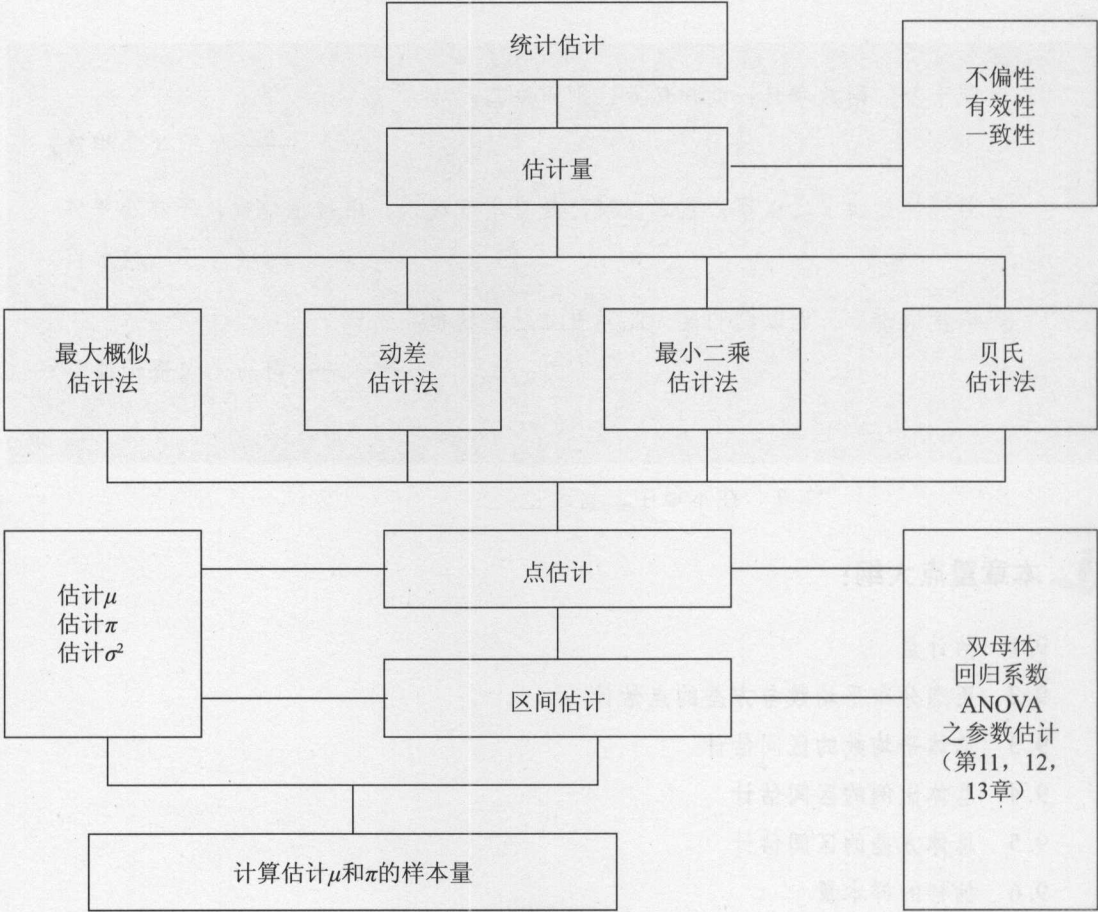 统计估计
不偏性
有效性
一致性
估计量
最大概似
估计法
动差
估计法
最小二乘
估计法
贝氏
估计法
点估计
估计μ
估计π
估计σ²
区间估计
双母体
回归系数
ANOVA
之参数估计
(第11，12，
13章)
计算估计μ和π的样本量